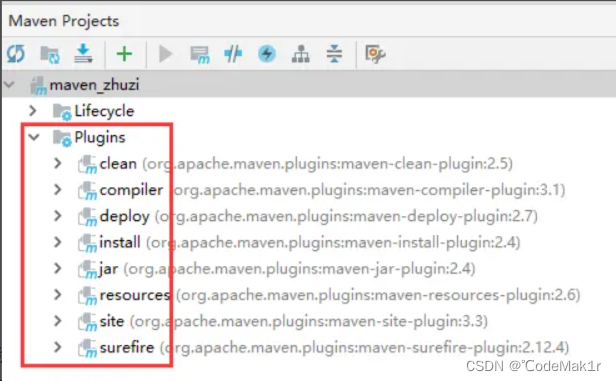 Maven Projects
maven_zhuzi
Lifecycle
Plugins
clean (org.apache.maven.plugins:maven-clean-plugin:2.5)
compiler (org.apache.maven.plugins:maven-compiler-plugin:3.1)
deploy (org.apache.maven.plugins:maven-deploy-plugin:2.7)
install (org.apache.maven.plugins:maven-install-plugin:2.4)
jar (org.apache.maven.plugins:maven-jar-plugin:2.4)
resources (org.apache.maven.plugins:maven-resources-plugin:2.6)
site (org.apache.maven.plugins:maven-site-plugin:3.3)
surefire (org.apache.maven.plugins:maven-surefire-plugin:2.12.4)
CSDN @℃odeMak1r